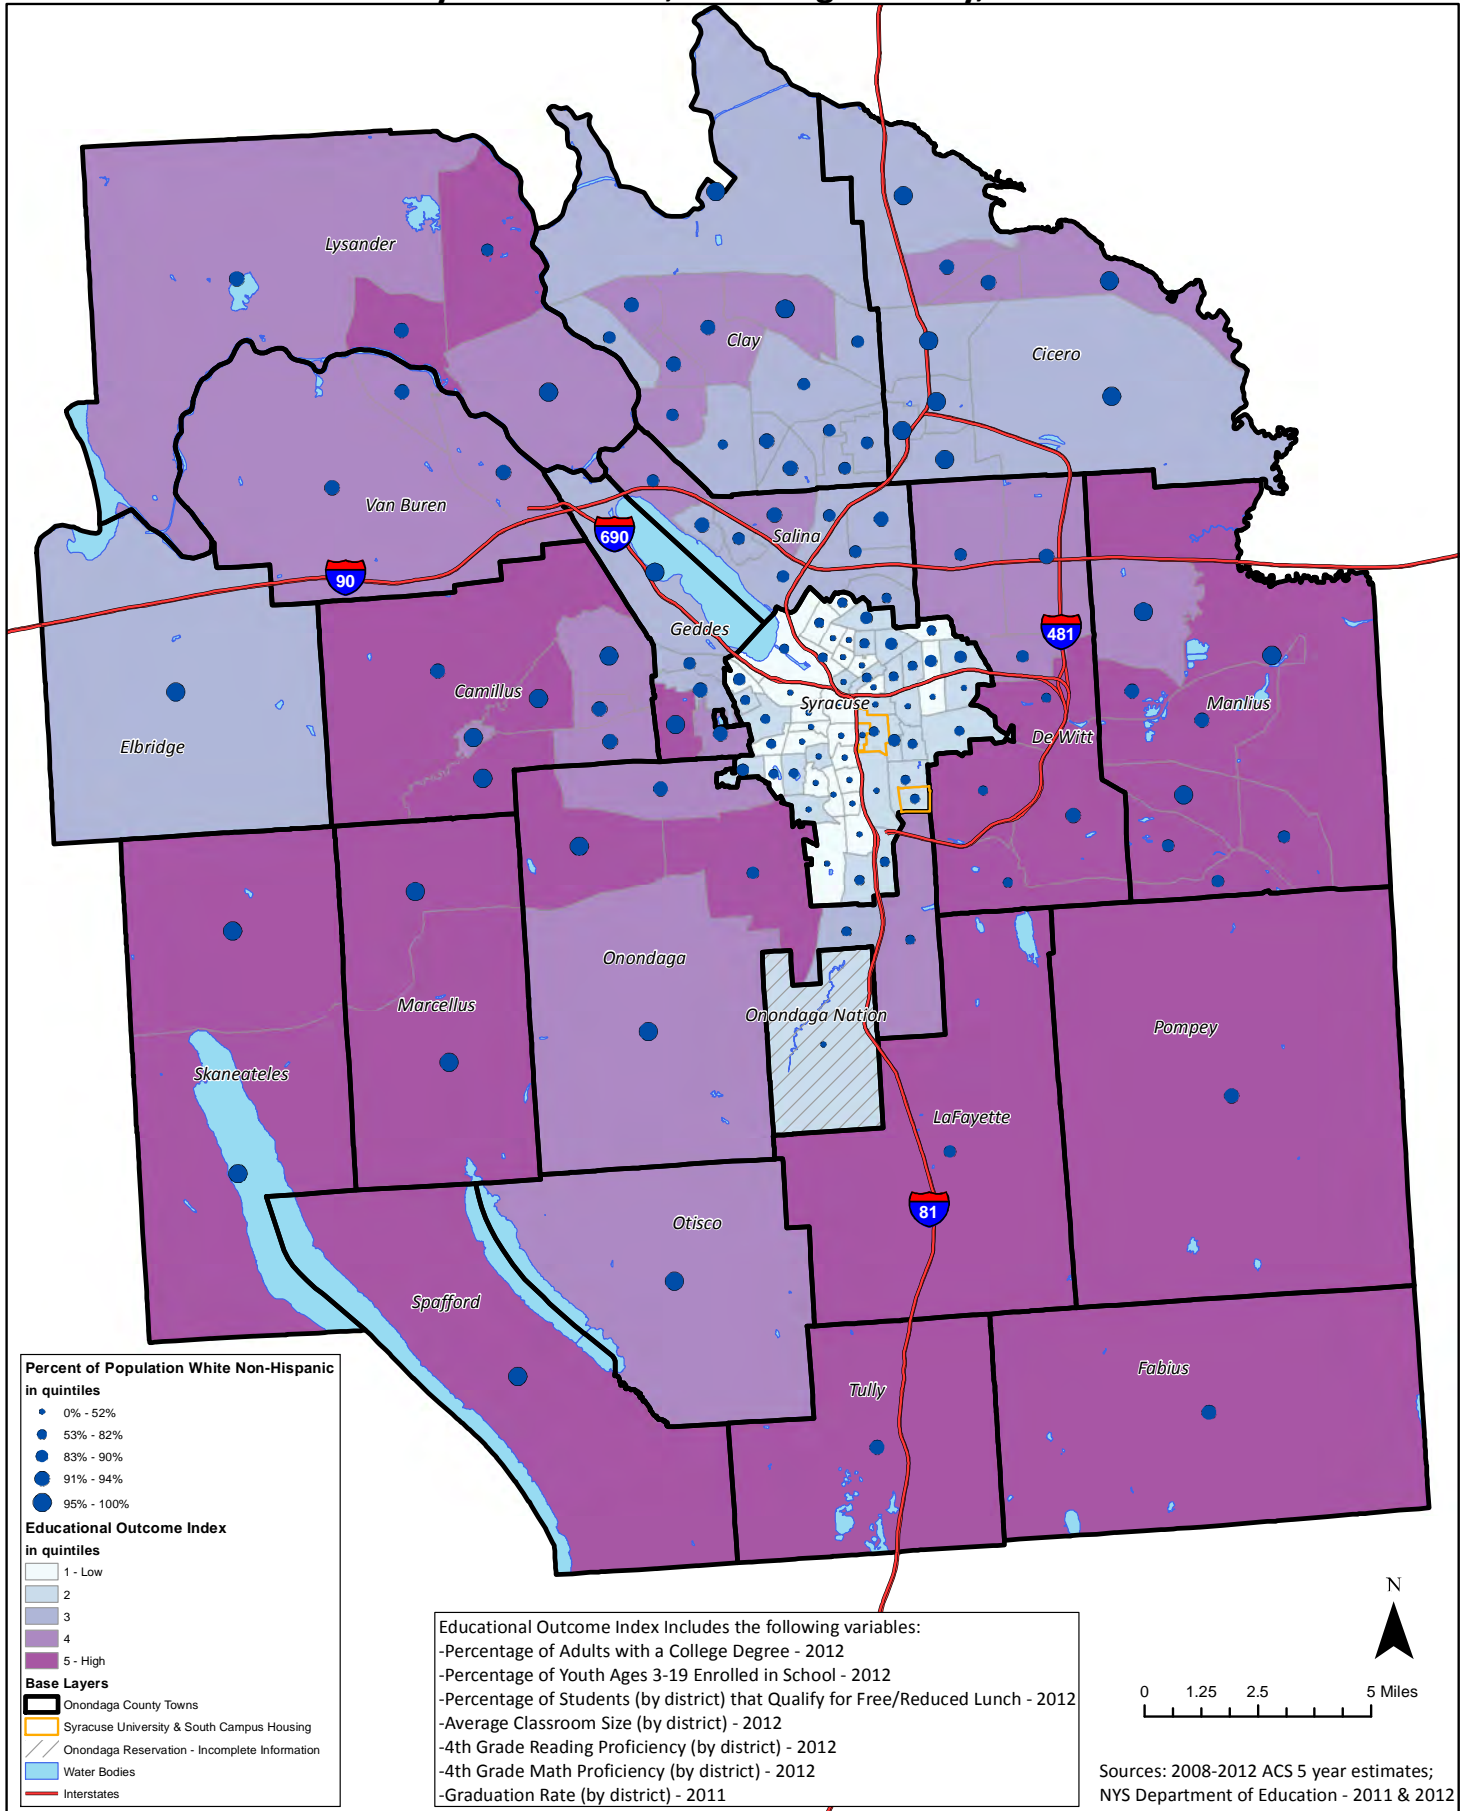 Lysander
Clay
Cicero
Van Buren
Salina
690
90
481
Geddes
Camillus
Syracuse
Manlius
Elbridge
De Witt
Onondaga
Marcellus
Onondaga Nation
Pompey
Skaneateles
LaFayette
81
Otisco
Spafford
Fabius
Tully
Percent of Population White Non-Hispanic
in quintiles
0% - 52%
53% - 82%
83% - 90%
91% - 94%
95% - 100%
Educational Outcome Index
in quintiles
1 - Low
2
3
4
5 - High
Base Layers
Onondaga County Towns
Syracuse University & South Campus Housing
Onondaga Reservation - Incomplete Information
Water Bodies
Interstates
Educational Outcome Index Includes the following variables:
-Percentage of Adults with a College Degree - 2012
-Percentage of Youth Ages 3-19 Enrolled in School - 2012
-Percentage of Students (by district) that Qualify for Free/Reduced Lunch - 2012
-Average Classroom Size (by district) - 2012
-4th Grade Reading Proficiency (by district) - 2012
-4th Grade Math Proficiency (by district) - 2012
-Graduation Rate (by district) - 2011
N
0 1.25 2.5 5 Miles
Sources: 2008-2012 ACS 5 year estimates;
NYS Department of Education - 2011 & 2012